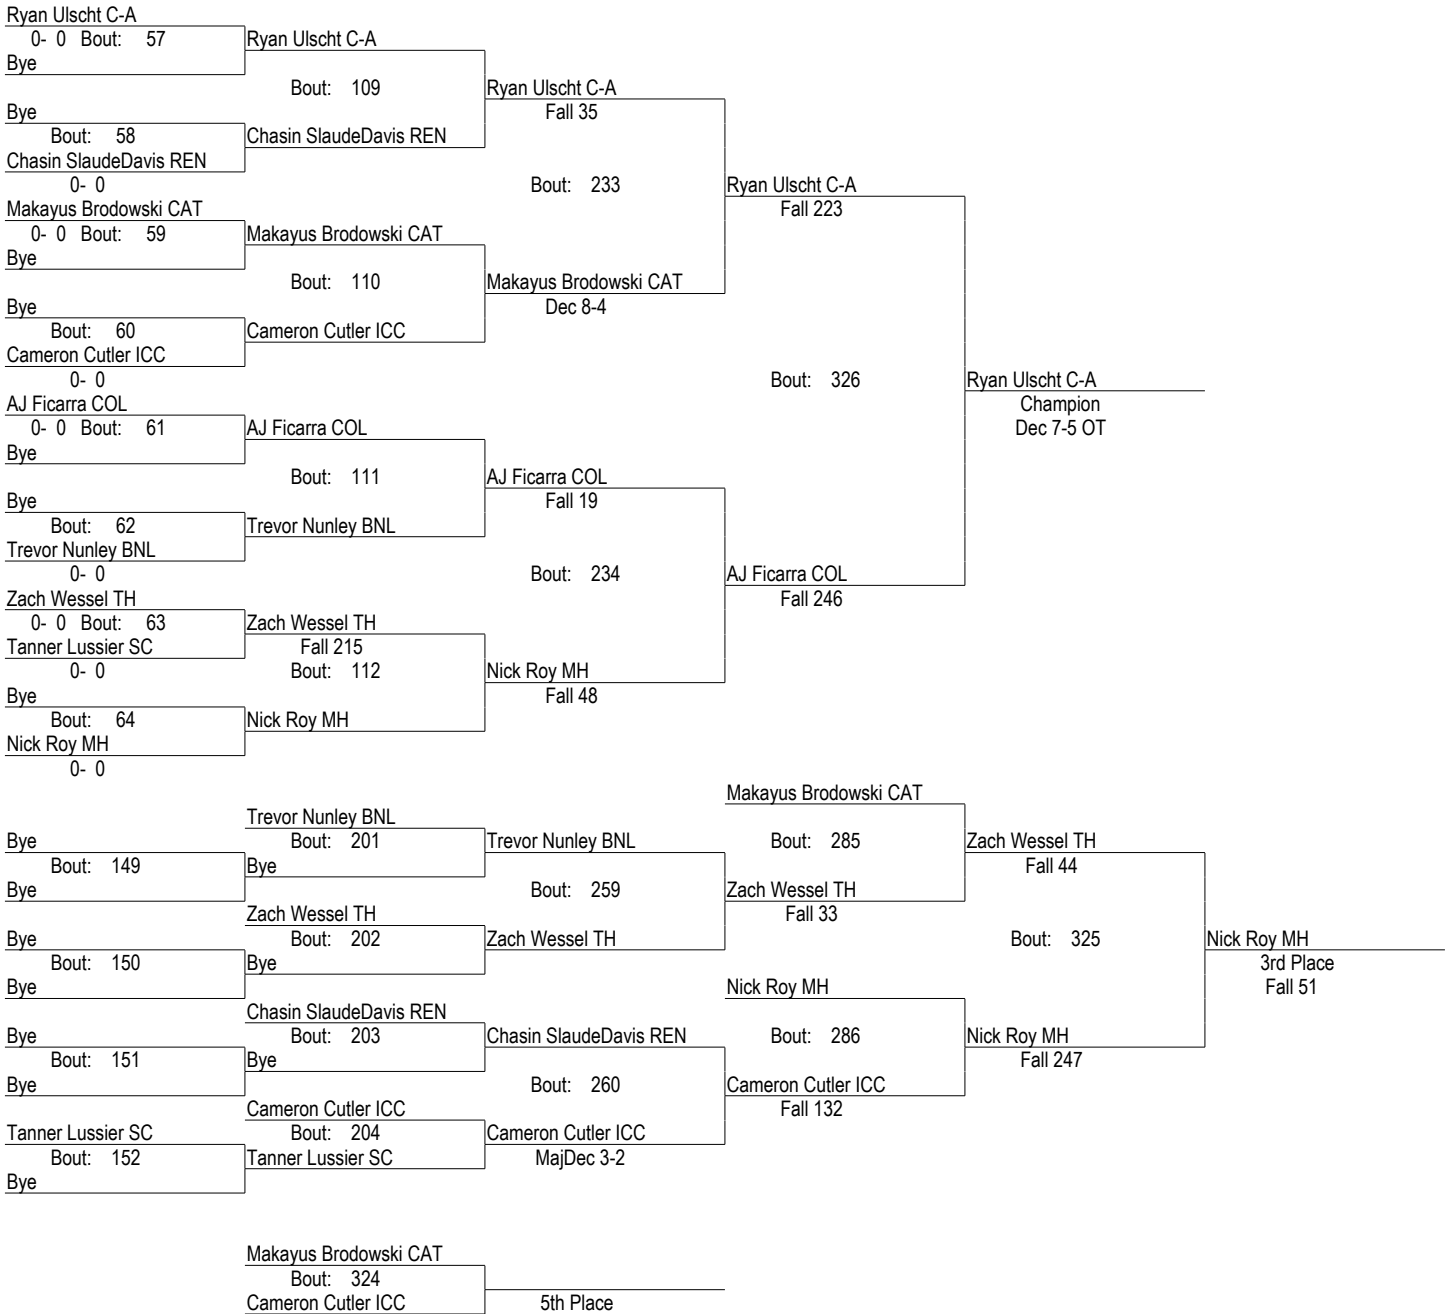 Ryan Ulscht C-A
0- 0 Bout: 57
Bye
Bye
Bout: 58
Chasin SlaudeDavis REN
0- 0
Makayus Brodowski CAT
0- 0 Bout: 59
Bye
Bye
Bout: 60
Cameron Cutler ICC
0- 0
AJ Ficarra COL
0- 0 Bout: 61
Bye
Bye
Bout: 62
Trevor Nunley BNL
0- 0
Zach Wessel TH
0- 0 Bout: 63
Tanner Lussier SC
0- 0
Bye
Bout: 64
Nick Roy MH
0- 0
Ryan Ulscht C-A
Bout: 109
Chasin SlaudeDavis REN
Makayus Brodowski CAT
Bout: 110
Cameron Cutler ICC
AJ Ficarra COL
Bout: 111
Trevor Nunley BNL
Zach Wessel TH
Fall 215
Bout: 112
Nick Roy MH
Ryan Ulscht C-A
Fall 35
Bout: 233
Makayus Brodowski CAT
Dec 8-4
AJ Ficarra COL
Fall 19
Bout: 234
Nick Roy MH
Fall 48
Ryan Ulscht C-A
Fall 223
Bout: 326
AJ Ficarra COL
Fall 246
Ryan Ulscht C-A
Champion
Dec 7-5 OT
Bye
Bout: 149
Bye
Bye
Bout: 150
Bye
Bye
Bout: 151
Bye
Tanner Lussier SC
Bout: 152
Bye
Trevor Nunley BNL
Bout: 201
Bye
Zach Wessel TH
Bout: 202
Bye
Chasin SlaudeDavis REN
Bout: 203
Bye
Cameron Cutler ICC
Bout: 204
Tanner Lussier SC
Trevor Nunley BNL
Bout: 259
Zach Wessel TH
Chasin SlaudeDavis REN
Bout: 260
Cameron Cutler ICC
MajDec 3-2
Makayus Brodowski CAT
Bout: 285
Zach Wessel TH
Fall 33
Nick Roy MH
Bout: 286
Cameron Cutler ICC
Fall 132
Zach Wessel TH
Fall 44
Bout: 325
Nick Roy MH
Fall 247
Nick Roy MH
3rd Place
Fall 51
Makayus Brodowski CAT
Bout: 324
Cameron Cutler ICC
5th Place